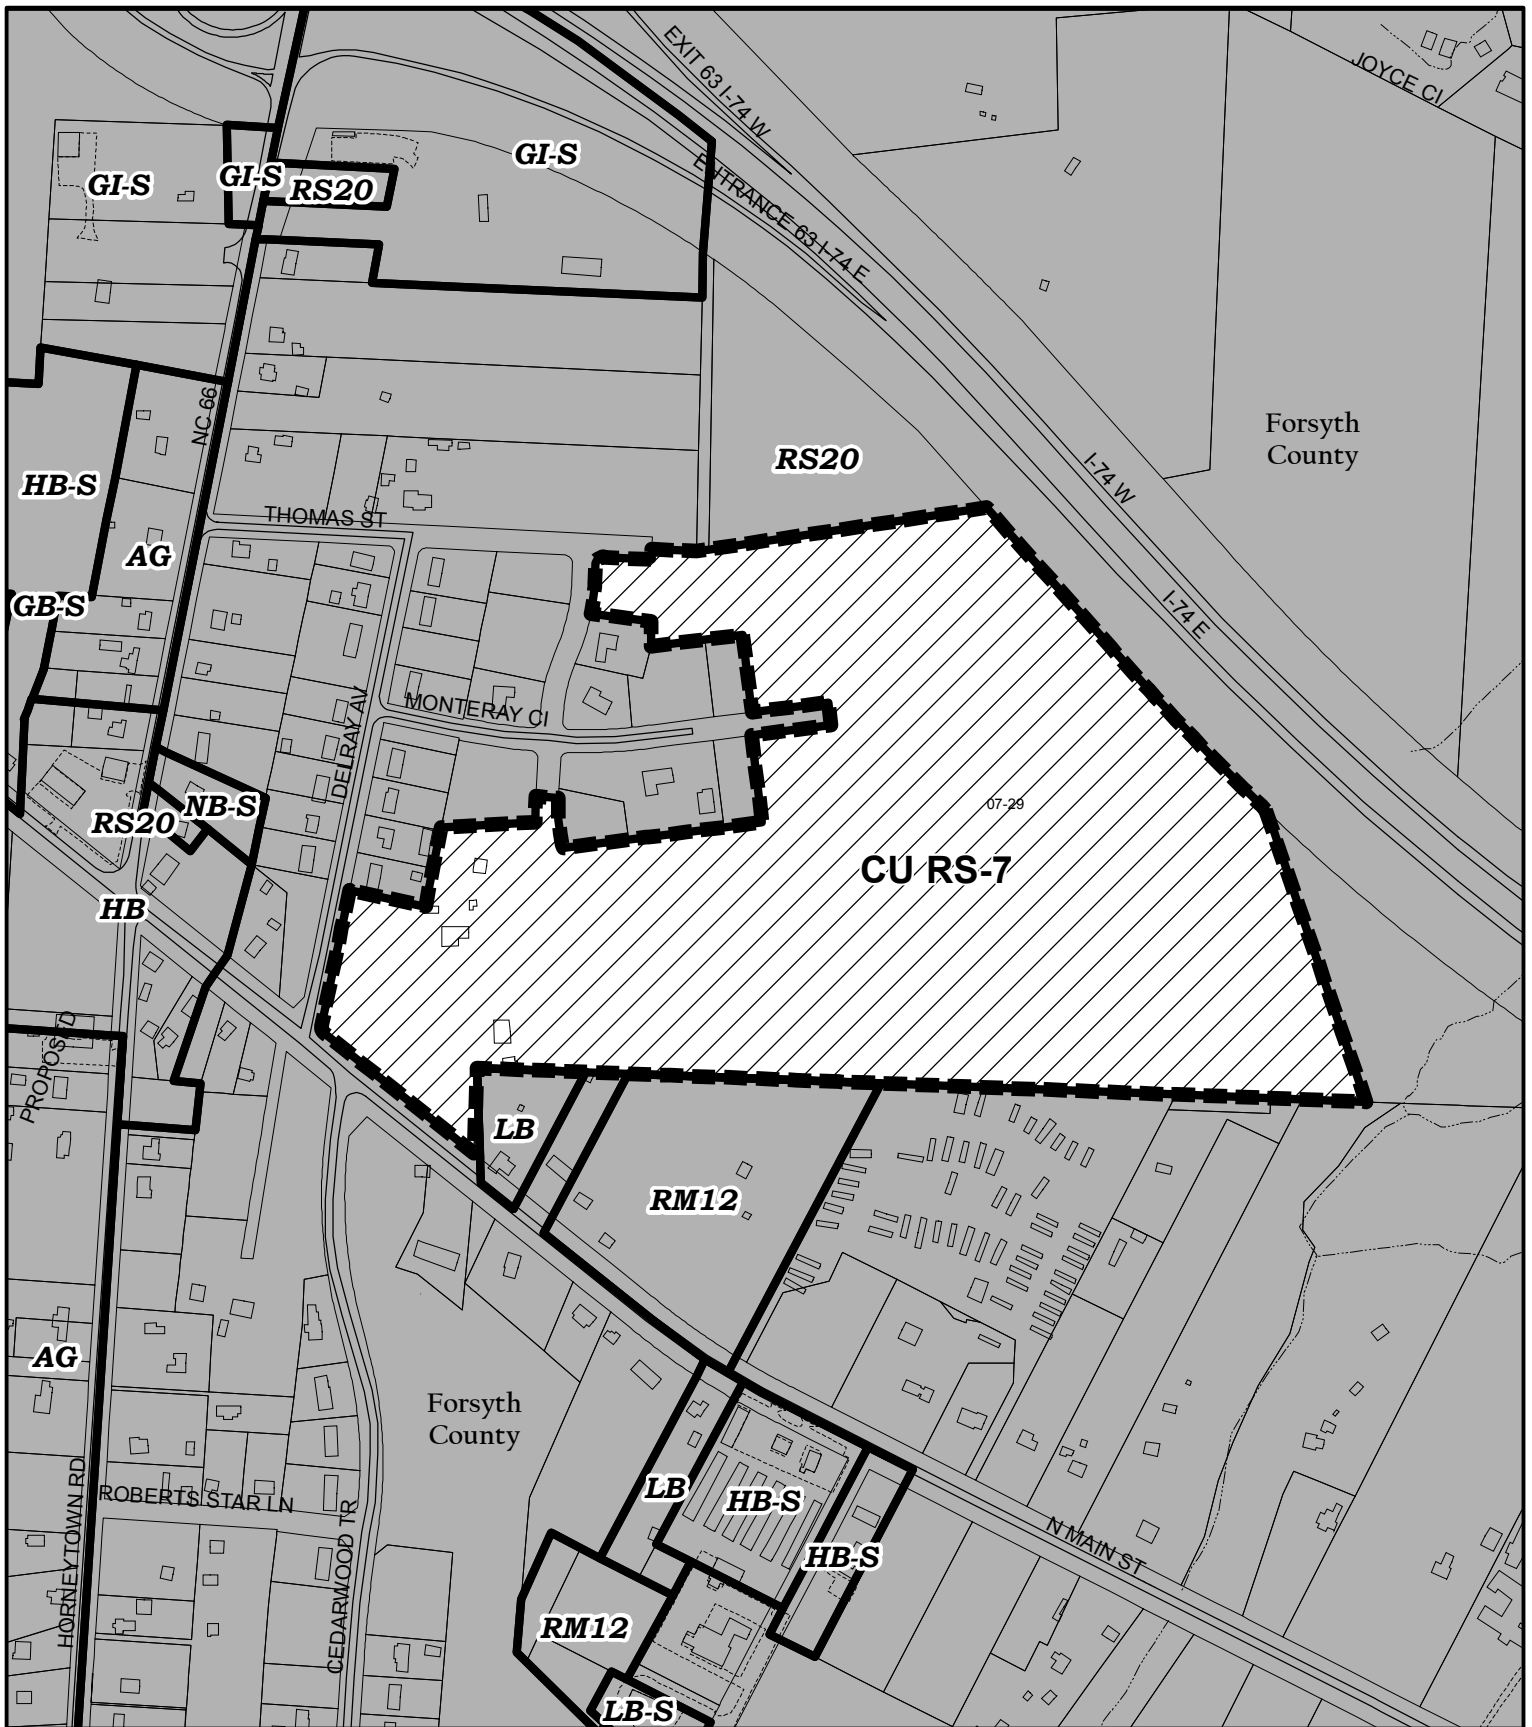 EXIT 63 I-74 W
JOYCE CI
GI-S
GI-S
GI-S
RS20
ENTRANCE 63 I-74 E
NC 66
Forsyth
County
RS20
I-74 W
HB-S
THOMAS ST
AG
GB-S
I-74 E
MONTERAY CI
DELRAY AV
NB-S
RS20
07-29
CU RS-7
HB
PROPOSED
LB
RM12
AG
Forsyth
County
LB
HB-S
ROBERTS STAR LN
HORNEYTOWN RD
CEDARWOOD TR
N MAIN ST
HB-S
RM12
LB-S